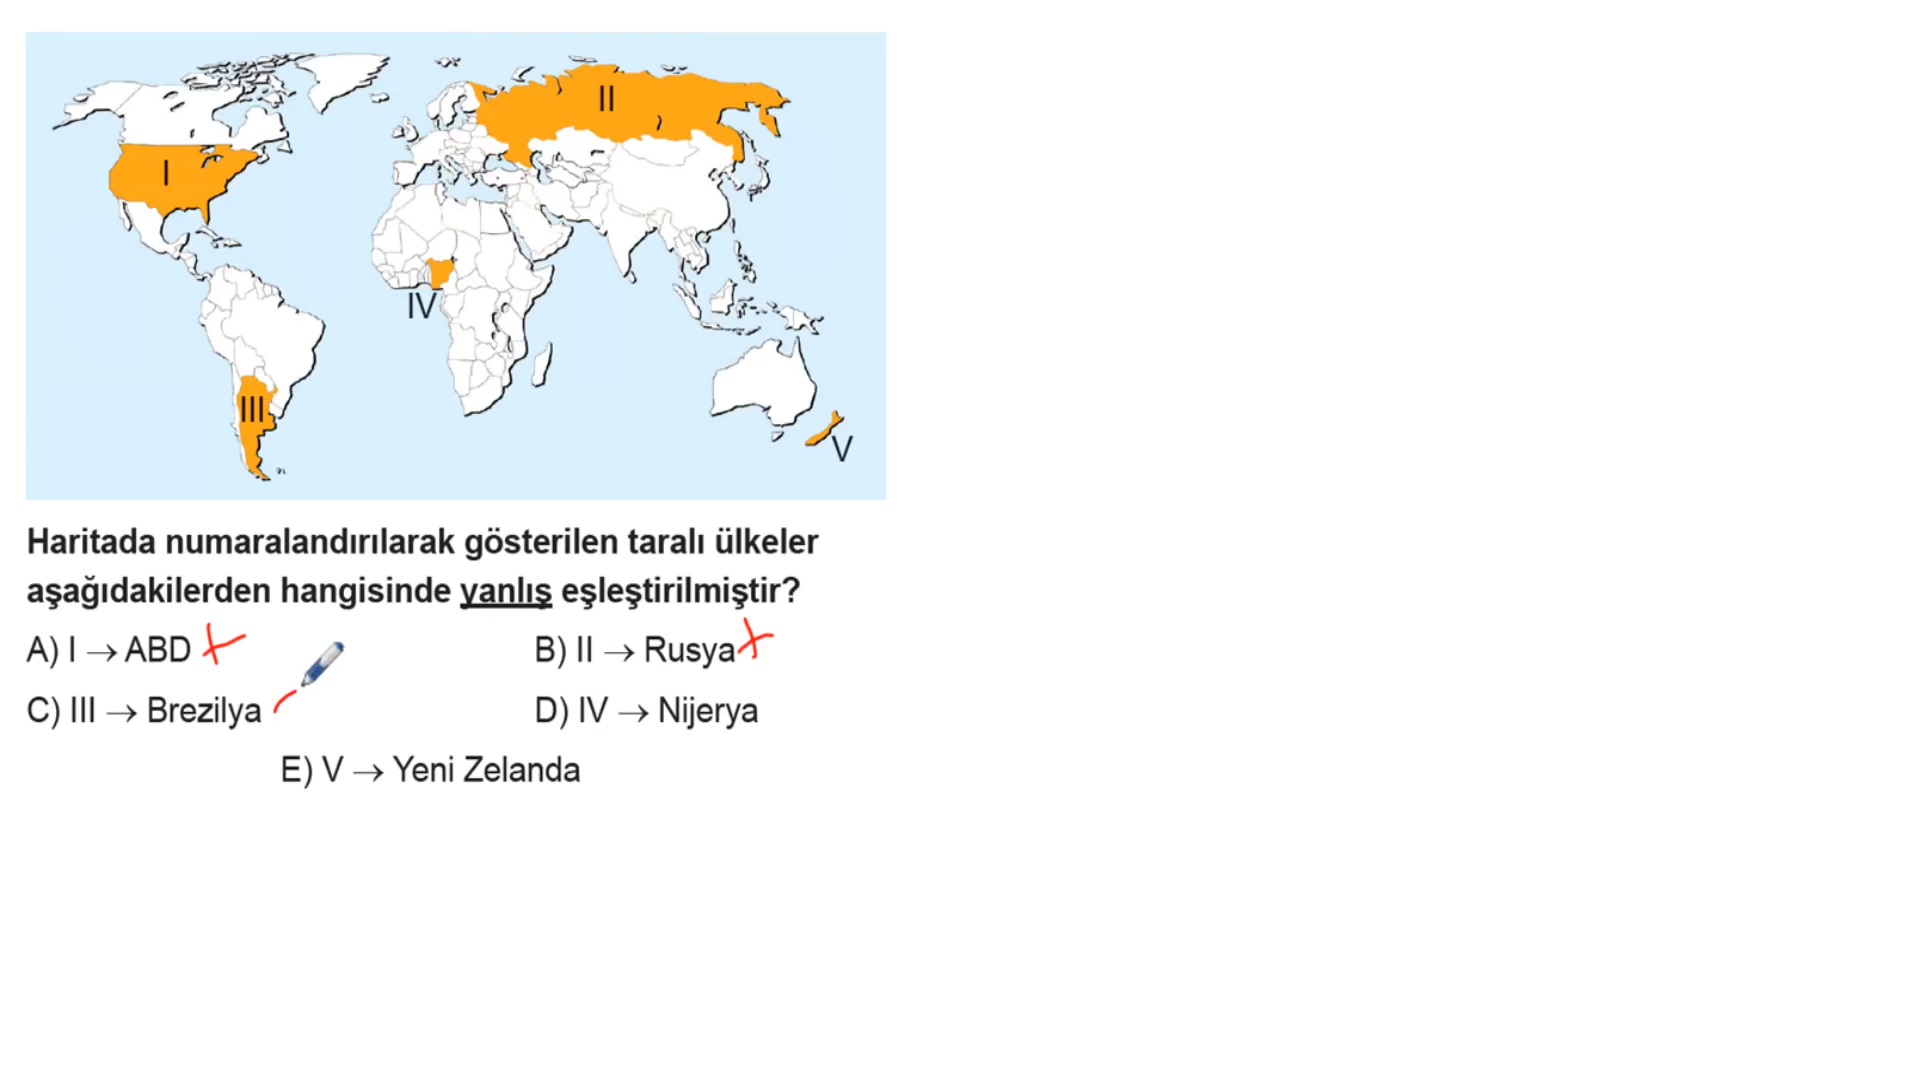 II
I
IV
III
V
Haritada numaralandırılarak gösterilen taralı ülkeler
aşağıdakilerden hangisinde yanlış eşleştirilmiştir?
A) I → ABD
B) II → Rusya
C) III → Brezilya
D) IV → Nijerya
E) V → Yeni Zelanda